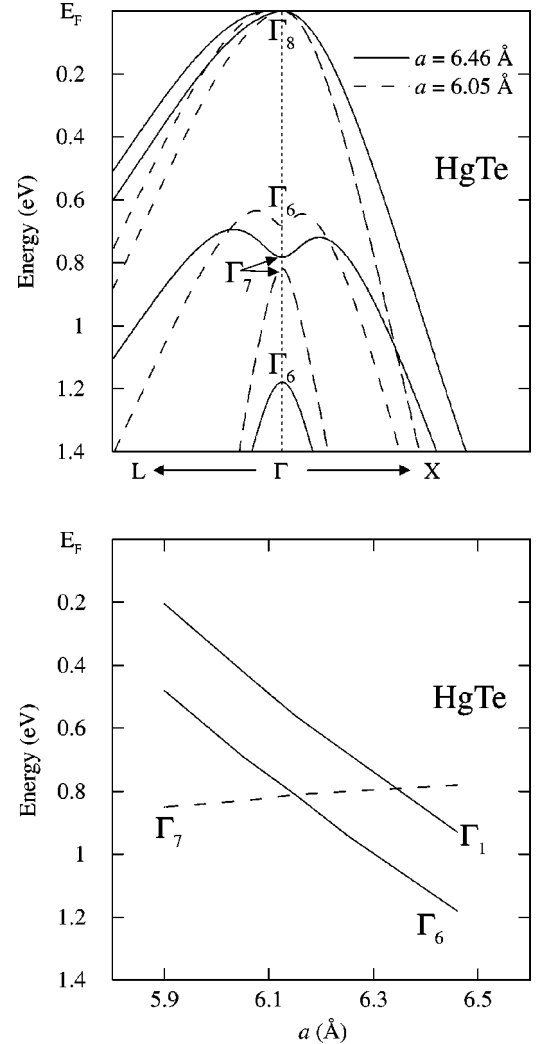 E_F
Γ₈
a = 6.46 Å
a = 6.05 Å
0.2
0.4
HgTe
0.6
Γ₆
Energy (eV)
0.8
Γ₇
1
1.2
Γ₆
1.4
L Γ X
E_F
0.2
0.4
HgTe
0.6
Energy (eV)
0.8
Γ₇
Γ₁
1
1.2
Γ₆
1.4
5.9 6.1 6.3 6.5
a (Å)